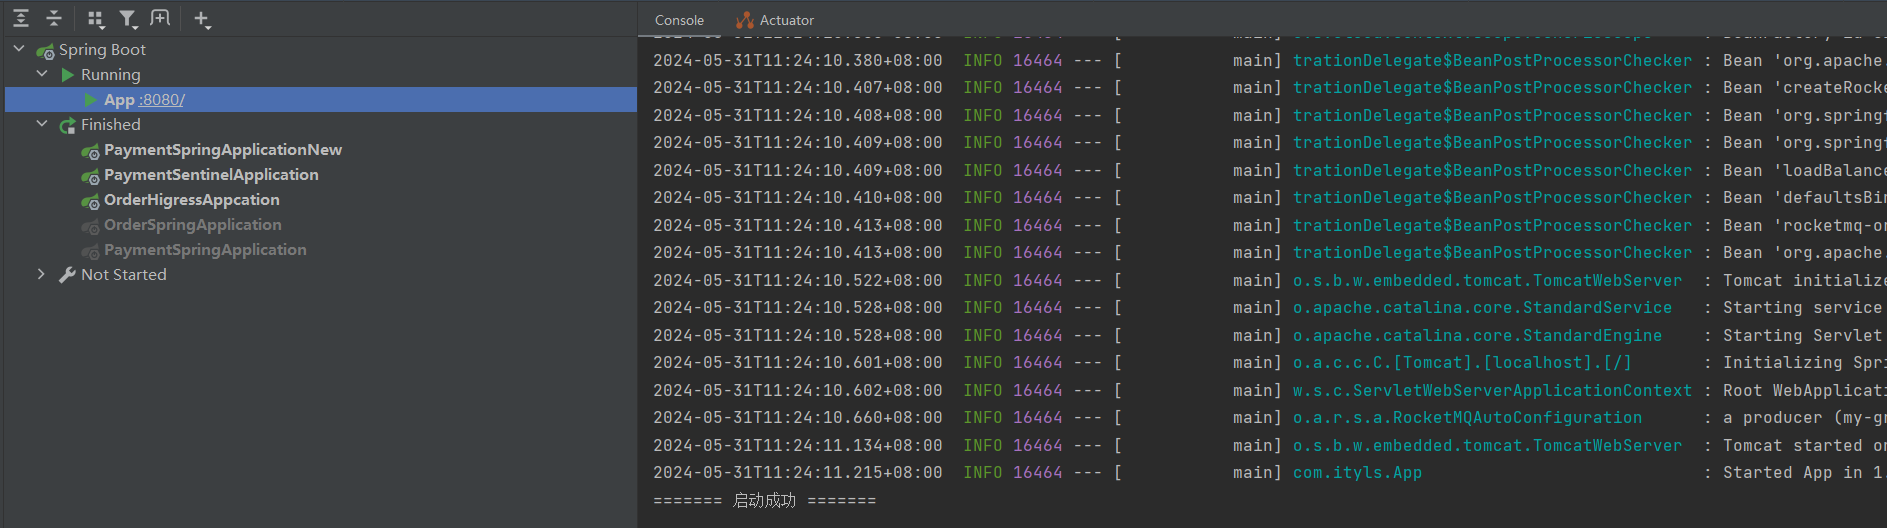 Console
Actuator
Spring Boot
Running
App :8080/
Finished
PaymentSpringApplicationNew
PaymentSentinelApplication
OrderHigressAppcation
OrderSpringApplication
PaymentSpringApplication
Not Started
2024-05-31T11:24:10.380+08:00 INFO 16464 --- [ main] trationDelegate$BeanPostProcessorChecker : Bean 'org.apache.
2024-05-31T11:24:10.407+08:00 INFO 16464 --- [ main] trationDelegate$BeanPostProcessorChecker : Bean 'createRocke
2024-05-31T11:24:10.408+08:00 INFO 16464 --- [ main] trationDelegate$BeanPostProcessorChecker : Bean 'org.springf
2024-05-31T11:24:10.409+08:00 INFO 16464 --- [ main] trationDelegate$BeanPostProcessorChecker : Bean 'org.springf
2024-05-31T11:24:10.409+08:00 INFO 16464 --- [ main] trationDelegate$BeanPostProcessorChecker : Bean 'loadBalance
2024-05-31T11:24:10.410+08:00 INFO 16464 --- [ main] trationDelegate$BeanPostProcessorChecker : Bean 'defaultsBin
2024-05-31T11:24:10.413+08:00 INFO 16464 --- [ main] trationDelegate$BeanPostProcessorChecker : Bean 'rocketmq-or
2024-05-31T11:24:10.413+08:00 INFO 16464 --- [ main] trationDelegate$BeanPostProcessorChecker : Bean 'org.apache.
2024-05-31T11:24:10.522+08:00 INFO 16464 --- [ main] o.s.b.w.embedded.tomcat.TomcatWebServer : Tomcat initialize
2024-05-31T11:24:10.528+08:00 INFO 16464 --- [ main] o.apache.catalina.core.StandardService : Starting service
2024-05-31T11:24:10.528+08:00 INFO 16464 --- [ main] o.apache.catalina.core.StandardEngine : Starting Servlet
2024-05-31T11:24:10.601+08:00 INFO 16464 --- [ main] o.a.c.c.C.[Tomcat].[localhost].[/] : Initializing Spri
2024-05-31T11:24:10.602+08:00 INFO 16464 --- [ main] w.s.c.ServletWebServerApplicationContext : Root WebApplicati
2024-05-31T11:24:10.660+08:00 INFO 16464 --- [ main] o.a.r.s.a.RocketMQAutoConfiguration : a producer (my-gr
2024-05-31T11:24:11.134+08:00 INFO 16464 --- [ main] o.s.b.w.embedded.tomcat.TomcatWebServer : Tomcat started on
2024-05-31T11:24:11.215+08:00 INFO 16464 --- [ main] com.ityls.App : Started App in 1.
======= 启动成功 =======